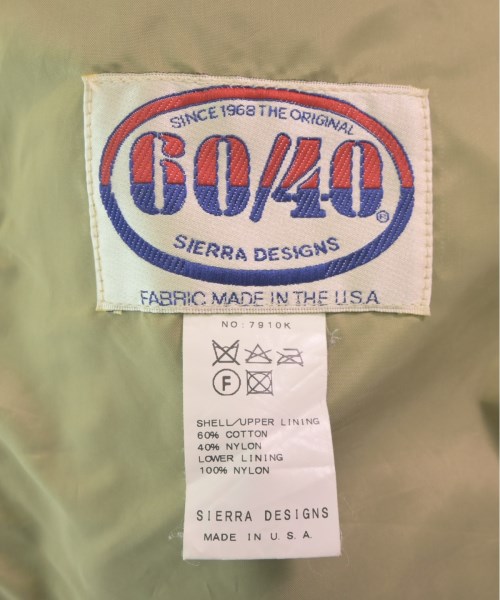 SINCE 1968 THE ORIGINAL
60/40®
SIERRA DESIGNS
FABRIC MADE IN THE U.S.A
NO:7910K
F
SHELL/UPPER LINING
60% COTTON
40% NYLON
LOWER LINING
100% NYLON
SIERRA DESIGNS
MADE IN U.S.A.